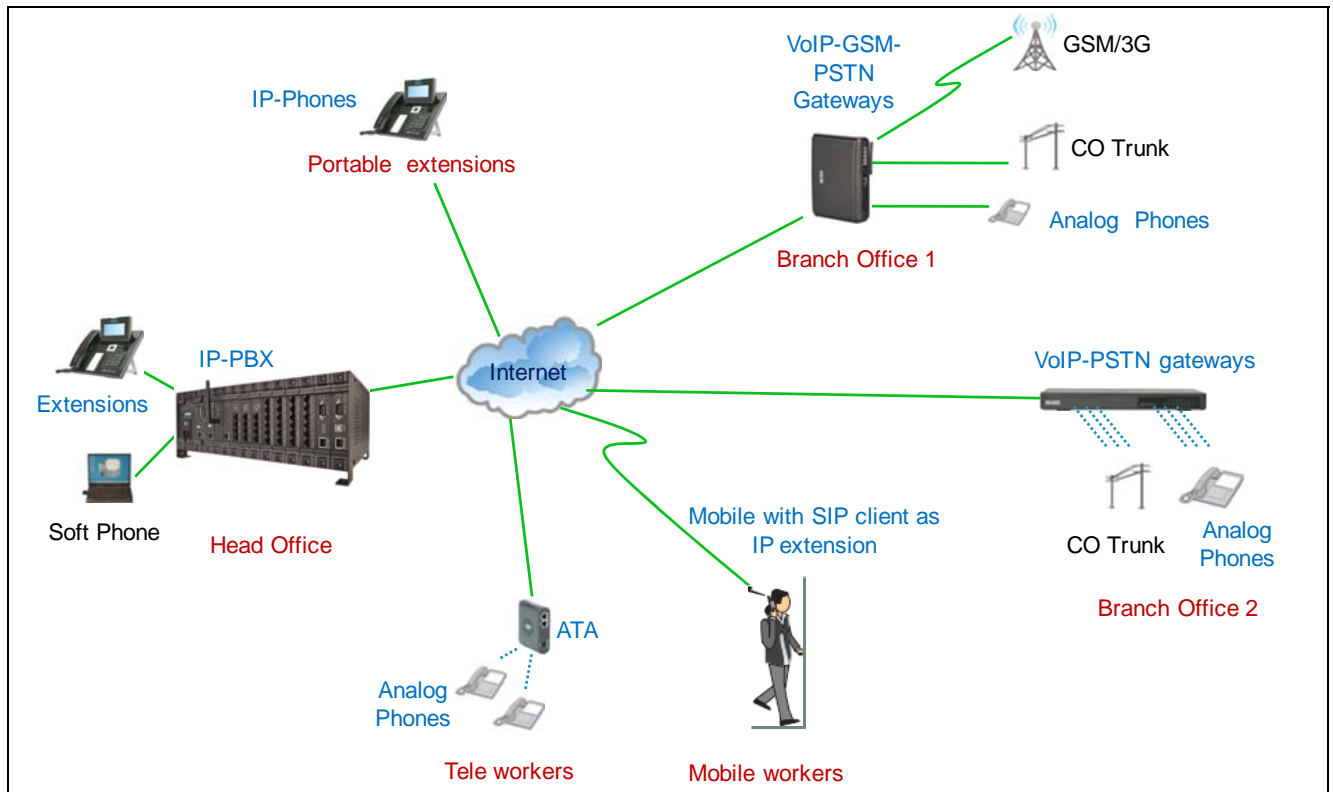 VoIP-GSM-
PSTN
Gateways
GSM/3G
IP-Phones
CO Trunk
Portable extensions
Analog Phones
Branch Office 1
IP-PBX
Internet
VoIP-PSTN gateways
Extensions
Soft Phone
Head Office
Mobile with SIP client as
IP extension
CO Trunk
Analog
Phones
Branch Office 2
ATA
Analog
Phones
Tele workers
Mobile workers